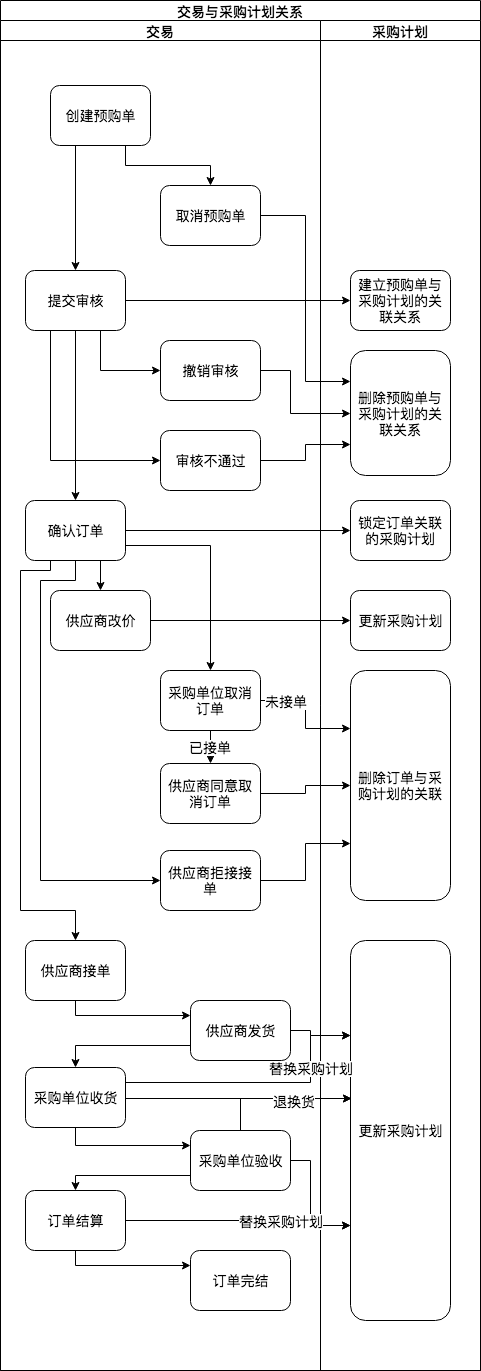 交易与采购计划关系
交易
采购计划
创建预购单
取消预购单
提交审核
建立预购单与
采购计划的关
联关系
撤销审核
删除预购单与
采购计划的关
联关系
审核不通过
确认订单
锁定订单关联
的采购计划
供应商改价
更新采购计划
采购单位取消
订单
未接单
已接单
供应商同意取
消订单
删除订单与采
购计划的关联
供应商拒接接
单
供应商接单
供应商发货
替换采购计划
采购单位收货
退换货
更新采购计划
采购单位验收
订单结算
替换采购计划
订单完结